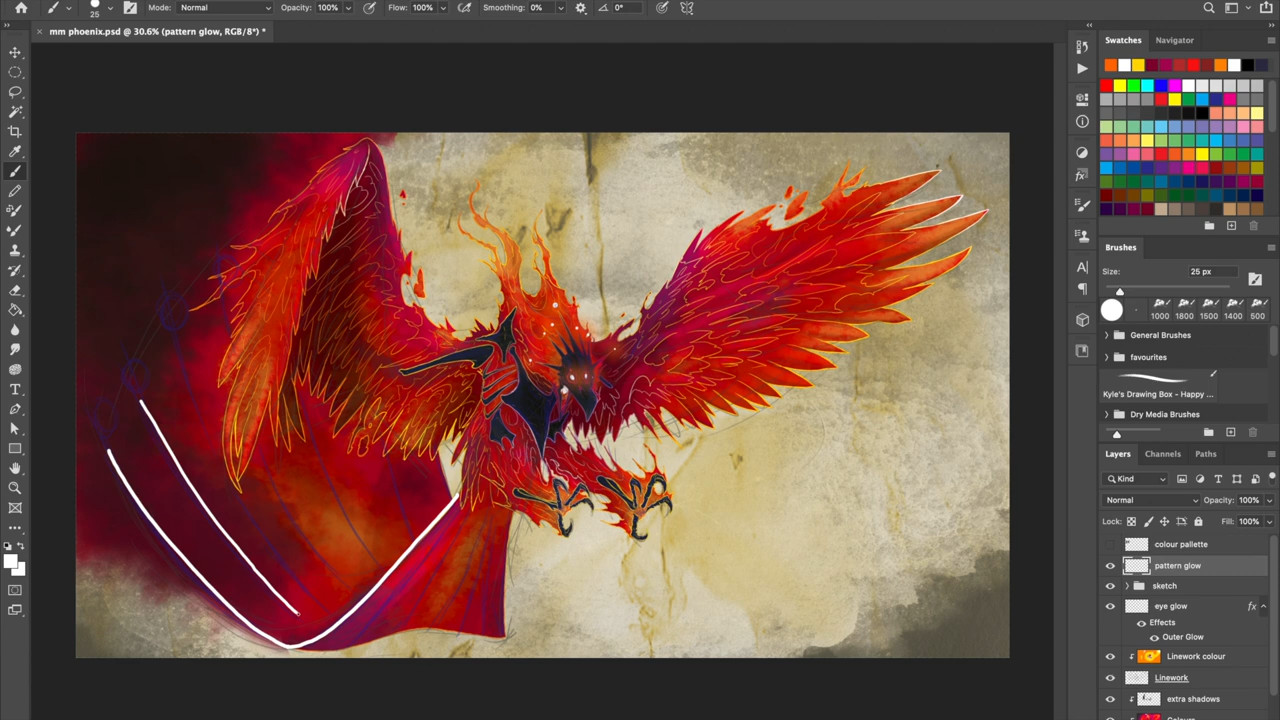 25 Mode: Normal Opacity: 100% Flow: 100% Smoothing: 0% 0°
× mm phoenix.psd @ 30.6% (pattern glow, RGB/8*) *
Swatches Navigator
Brushes
Size: 25 px
1000 1800 1500 1400 500
General Brushes
favourites
Kyle's Drawing Box - Happy ...
Dry Media Brushes
Layers Channels Paths
Kind
Normal Opacity: 100%
Lock: Fill: 100%
colour pallette
pattern glow
sketch
eye glow fx
Effects
Outer Glow
Linework colour
Linework
extra shadows
Colours